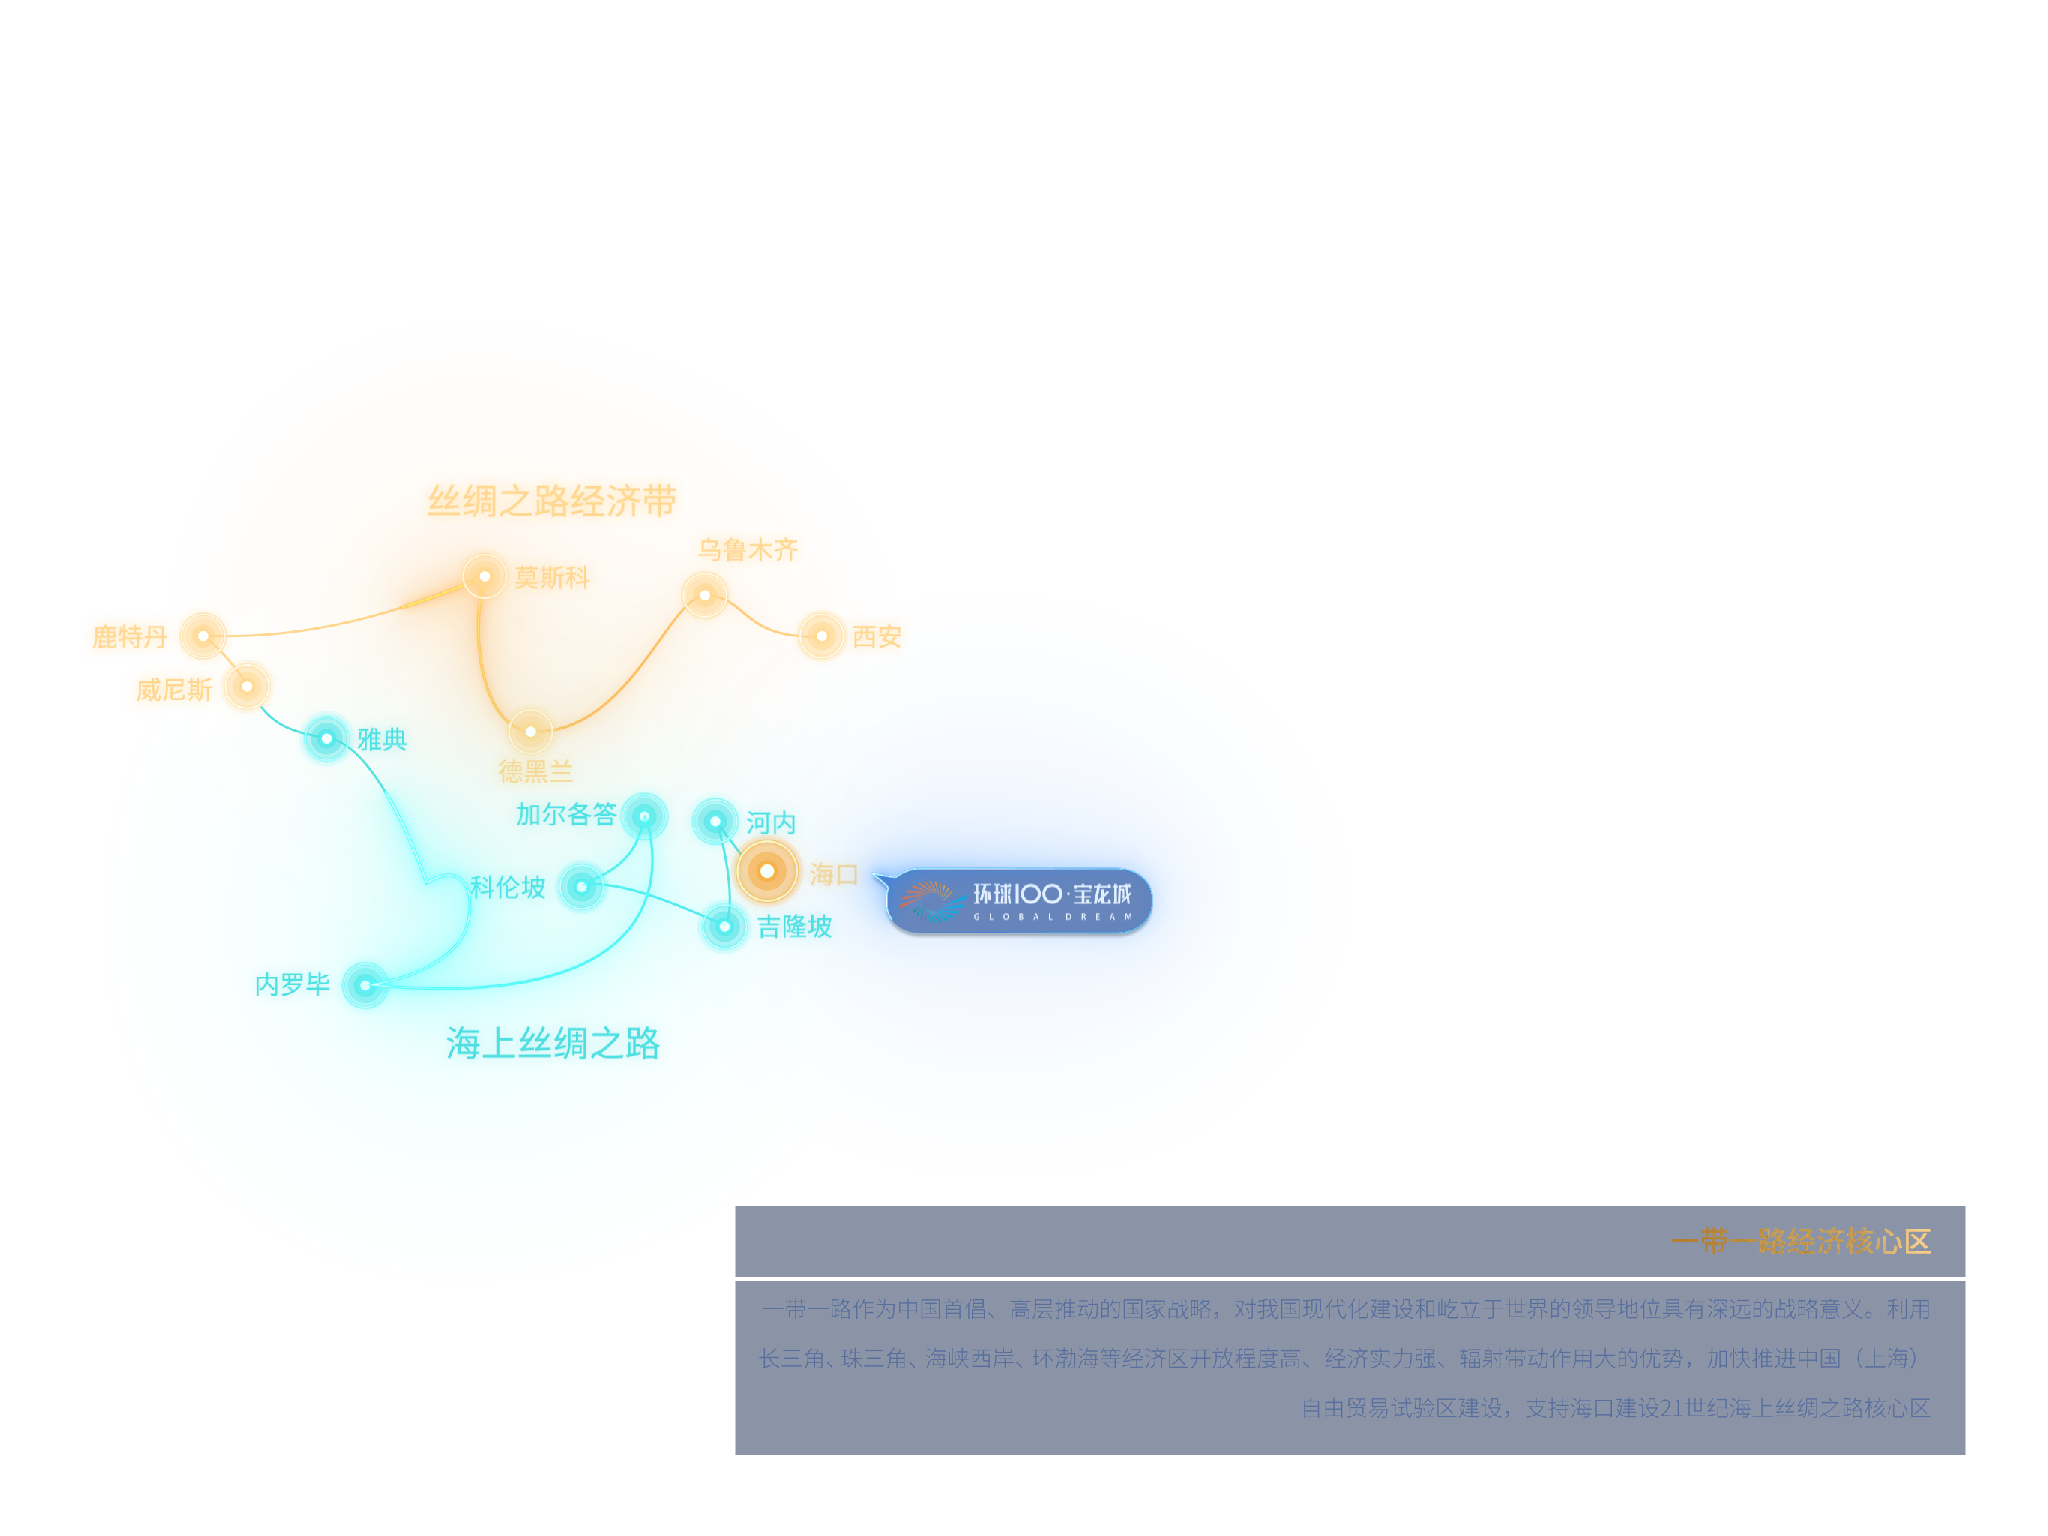 丝绸之路经济带
乌鲁木齐
莫斯科
鹿特丹
西安
威尼斯
雅典
德黑兰
加尔各答
河内
海口
科伦坡
环球100·宝龙城
GLOBAL DREAM
吉隆坡
内罗毕
海上丝绸之路
一带一路经济核心区
一带一路作为中国首倡、高层推动的国家战略，对我国现代化建设和屹立于世界的领导地位具有深远的战略意义。利用
长三角、珠三角、海峡西岸、环渤海等经济区开放程度高、经济实力强、辐射带动作用大的优势，加快推进中国（上海）
自由贸易试验区建设，支持海口建设21世纪海上丝绸之路核心区